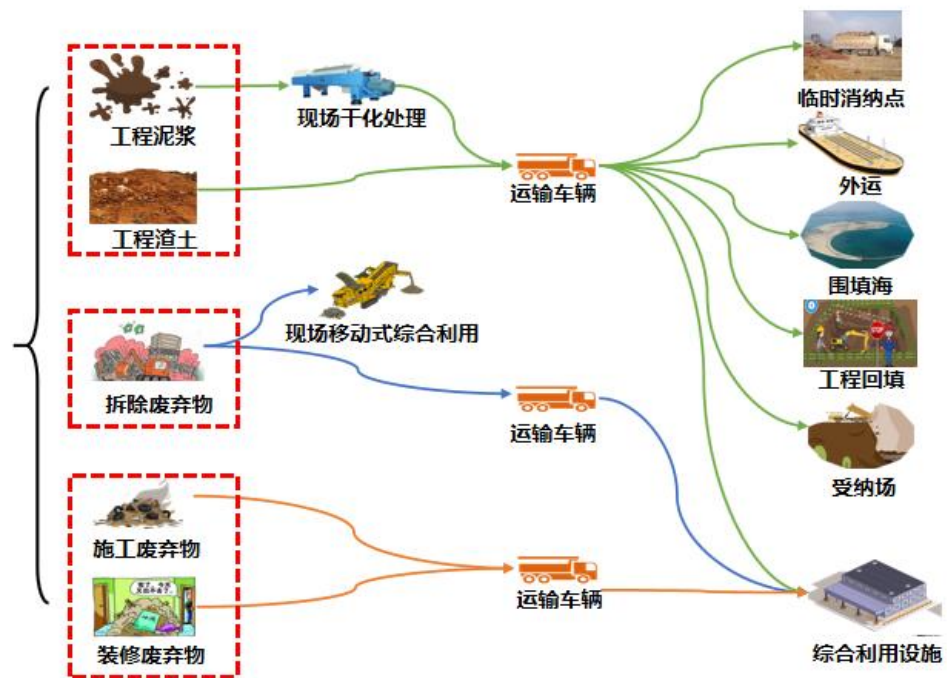 工程泥浆
现场干化处理
工程渣土
运输车辆
临时消纳点
外运
围填海
工程回填
受纳场
现场移动式综合利用
拆除废弃物
运输车辆
施工废弃物
装修废弃物
运输车辆
综合利用设施
STOP